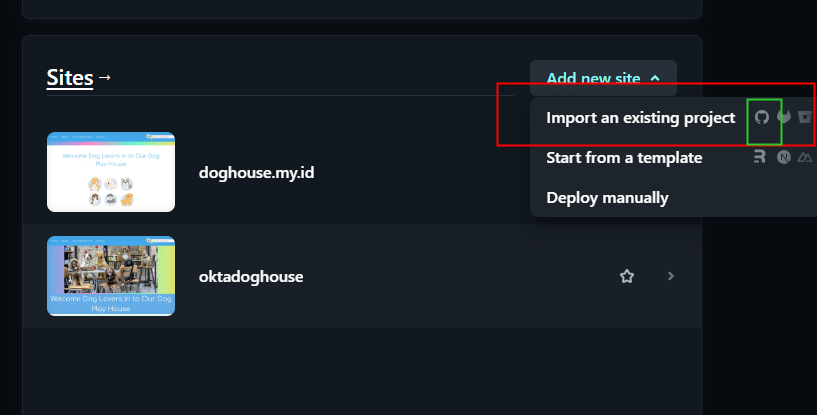 Sites →
Add new site
Import an existing project
Start from a template
Deploy manually
Welcome Dog Lovers in to Our Dog
Play House
doghouse.my.id
oktadoghouse
Welcome Dog Lovers in to Our Dog
Play House